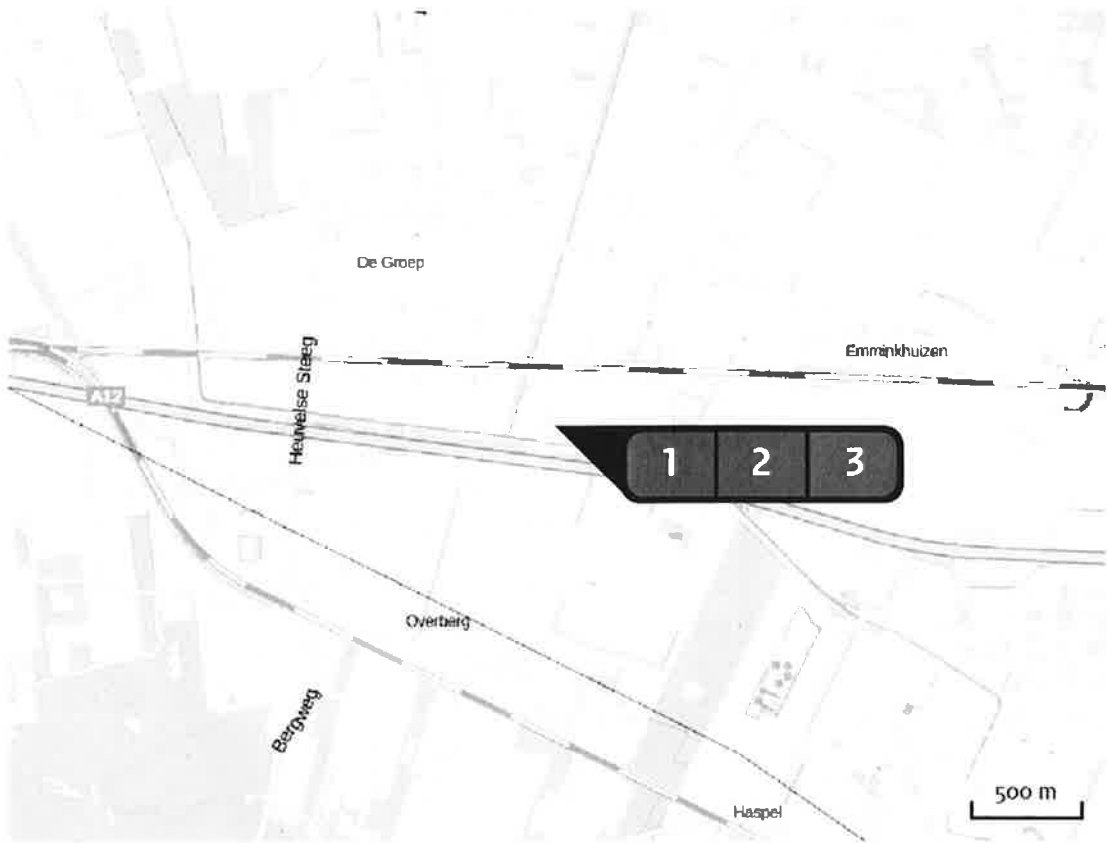 De Groep
Emminkhuizen
Heuvelse Steeg
A12
1 2 3
Overberg
Bergweg
Haspel
500 m